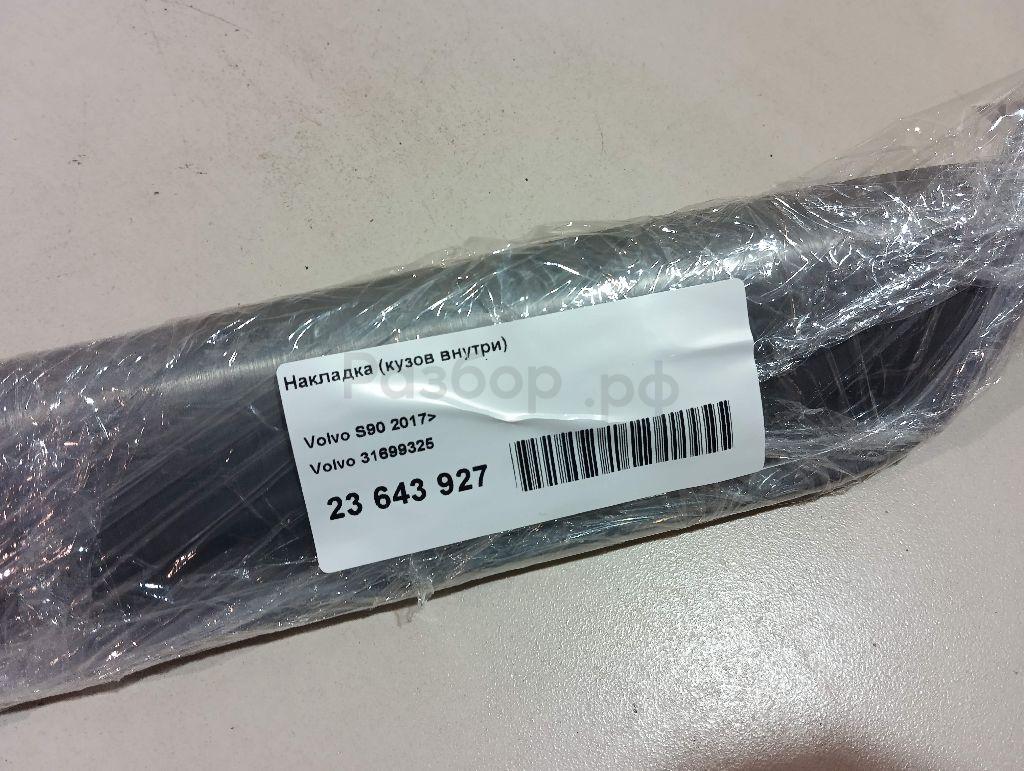 Накладка (кузов внутри)
Разбор.рф
Volvo S90 2017>
Volvo 31699325
23 643 927